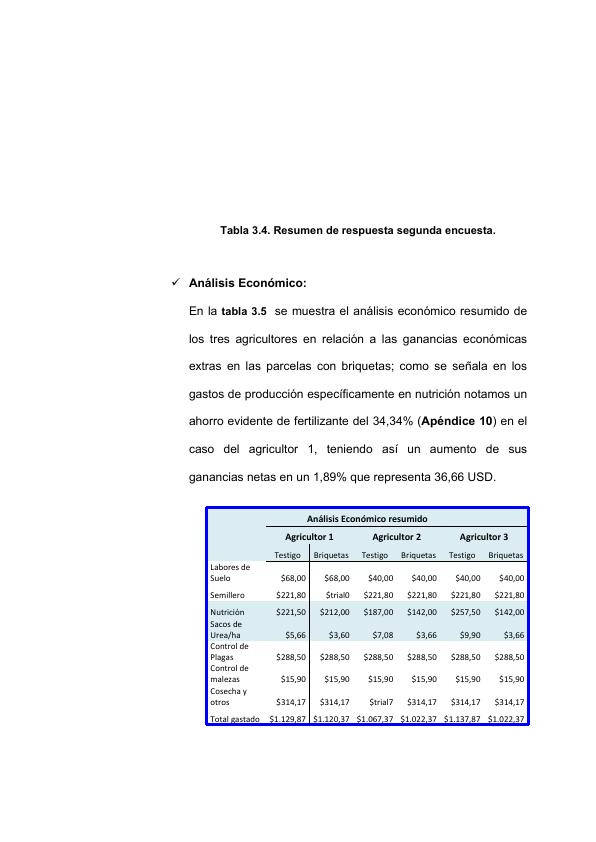 Tabla 3.4. Resumen de respuesta segunda encuesta.
✓ Análisis Económico:
En la tabla 3.5 se muestra el análisis económico resumido de
los tres agricultores en relación a las ganancias económicas
extras en las parcelas con briquetas; como se señala en los
gastos de producción específicamente en nutrición notamos un
ahorro evidente de fertilizante del 34,34% (Apéndice 10) en el
caso del agricultor 1, teniendo así un aumento de sus
ganancias netas en un 1,89% que representa 36,66 USD.
Análisis Económico resumido
Agricultor 1 Agricultor 2 Agricultor 3
Testigo Briquetas Testigo Briquetas Testigo Briquetas
Labores de
Suelo $68,00 $68,00 $40,00 $40,00 $40,00 $40,00
Semillero $221,80 $trial0 $221,80 $221,80 $221,80 $221,80
Nutrición $221,50 $212,00 $187,00 $142,00 $257,50 $142,00
Sacos de
Urea/ha $5,66 $3,60 $7,08 $3,66 $9,90 $3,66
Control de
Plagas $288,50 $288,50 $288,50 $288,50 $288,50 $288,50
Control de
malezas $15,90 $15,90 $15,90 $15,90 $15,90 $15,90
Cosecha y
otros $314,17 $314,17 $trial7 $314,17 $314,17 $314,17
Total gastado $1.129,87 $1.120,37 $1.067,37 $1.022,37 $1.137,87 $1.022,37